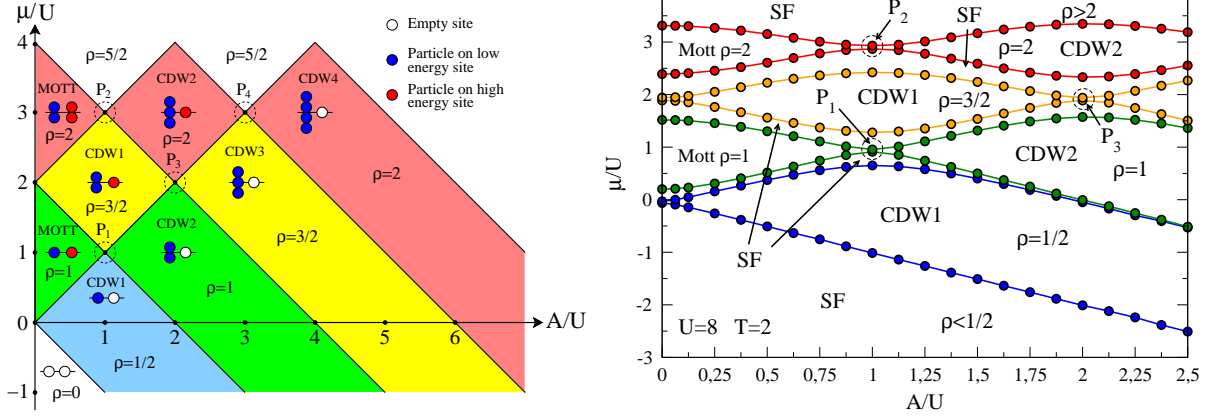 μ/U
4
3
2
1
0
−1
1
2
3
4
5
6
A/U
Empty site
Particle on low
energy site
Particle on high
energy site
ρ=5/2
ρ=5/2
MOTT
ρ=2
P2
CDW2
ρ=2
P4
CDW4
CDW1
ρ=3/2
P3
CDW3
ρ=2
MOTT
ρ=1
P1
CDW2
ρ=3/2
CDW1
ρ=1
ρ=1/2
ρ=0
μ/U
3
2
1
0
-1
-2
-3
0
0,25
0,5
0,75
1
1,25
1,5
1,75
2
2,25
2,5
A/U
SF
P2
SF
ρ>2
Mott ρ=2
ρ=2
CDW2
CDW1
ρ=3/2
P1
SF
P3
Mott ρ=1
CDW2
ρ=1
CDW1
SF
ρ=1/2
SF
U=8 T=2
ρ<1/2